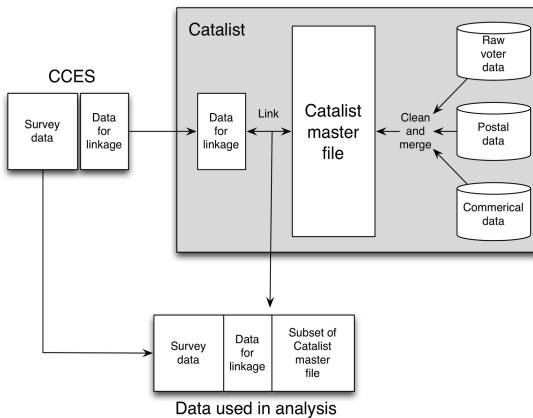 Catalist
CCES
Survey
data
Data
for
linkage
Data
for
linkage
Link
Catalist
master
file
Clean
and
merge
Raw
voter
data
Postal
data
Commerical
data
Survey
data
Data
for
linkage
Subset of
Catalist
master
file
Data used in analysis